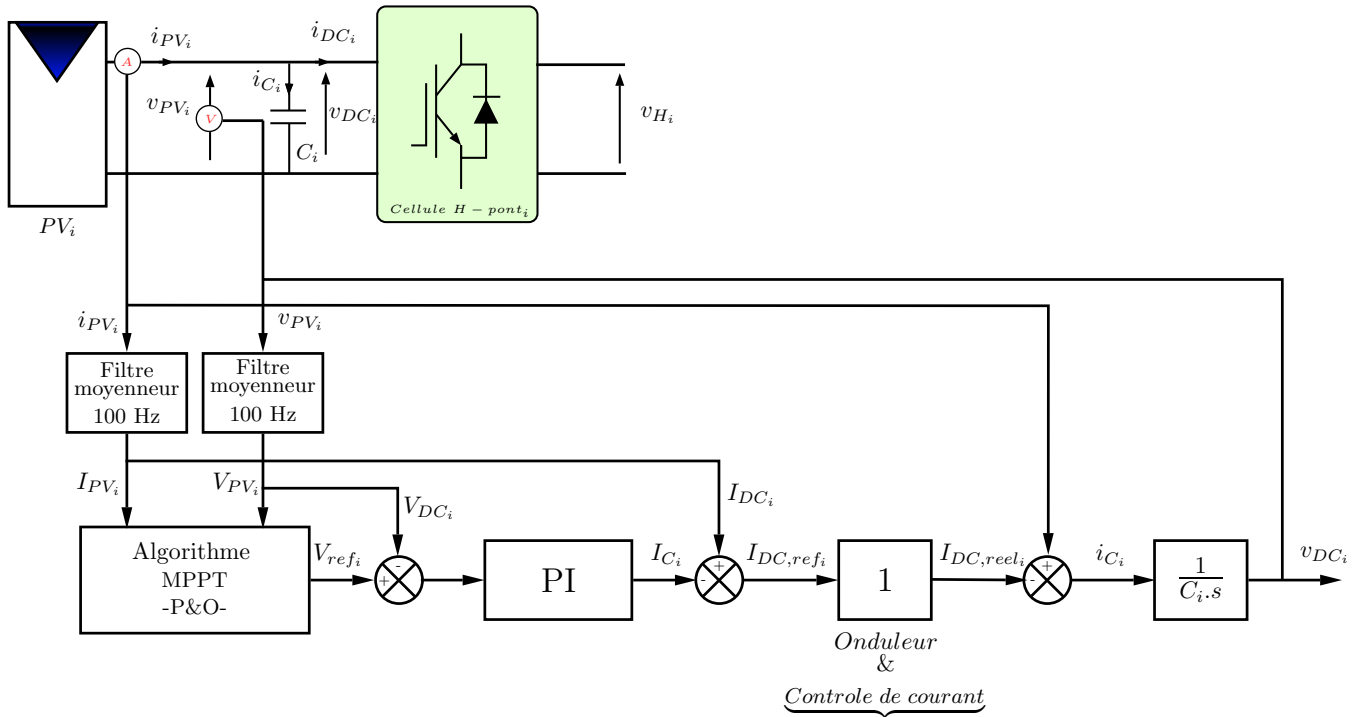 i_{PV_i}
i_{DC_i}
A
i_{C_i}
v_{PV_i}
V
v_{DC_i}
v_{H_i}
C_i
Cellule H - pont_i
PV_i
i_{PV_i}
v_{PV_i}
Filtre
moyenneur
100 Hz
Filtre
moyenneur
100 Hz
I_{PV_i}
V_{PV_i}
V_{DC_i}
I_{DC_i}
Algorithme
MPPT
-P&O-
V_{ref_i}
-
+
PI
I_{C_i}
+
-
I_{DC,ref_i}
1
I_{DC,reel_i}
+
-
i_{C_i}
1
C_i.s
v_{DC_i}
Onduleur
&
Controle de courant